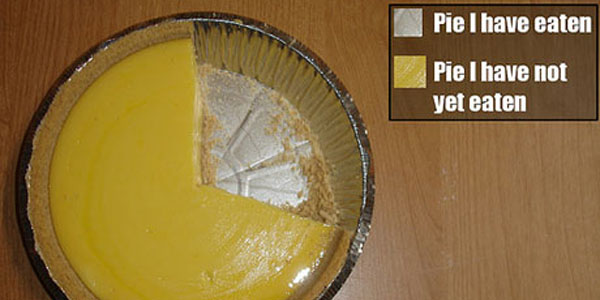 Pie I have eaten
Pie I have not
yet eaten